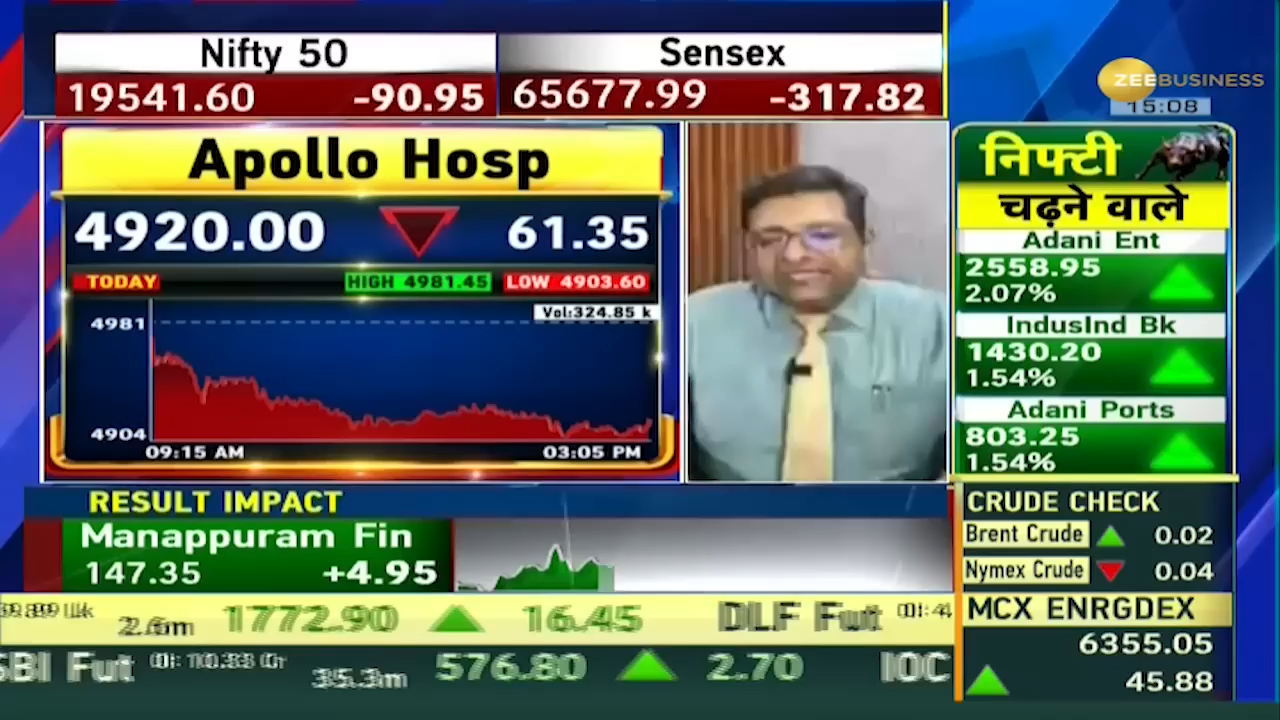 Nifty 50
19541.60 -90.95
Sensex
65677.99 -317.82
ZEEBUSINESS
15:08
Apollo Hosp
4920.00 61.35
TODAY HIGH 4981.45 LOW 4903.60
Vol:324.85 k
4981
4904
09:15 AM 03:05 PM
निफ्टी
चढ़ने वाले
Adani Ent
2558.95
2.07%
IndusInd Bk
1430.20
1.54%
Adani Ports
803.25
1.54%
RESULT IMPACT
Manappuram Fin
147.35 +4.95
CRUDE CHECK
Brent Crude 0.02
Nymex Crude 0.04
MCX ENRGDEX
6355.05
45.88
1772.90 16.45 DLF Fut
SBI Fut OI: 10.33 Cr 35.3m 576.80 2.70 IOC